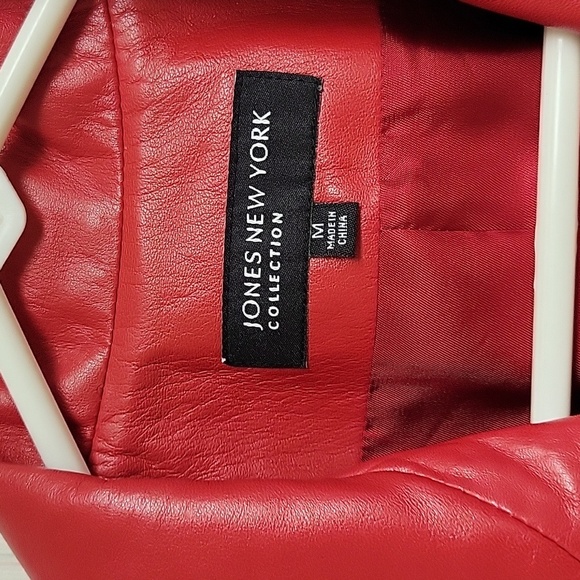 JONES NEW YORK
COLLECTION
M
MADE IN
CHINA